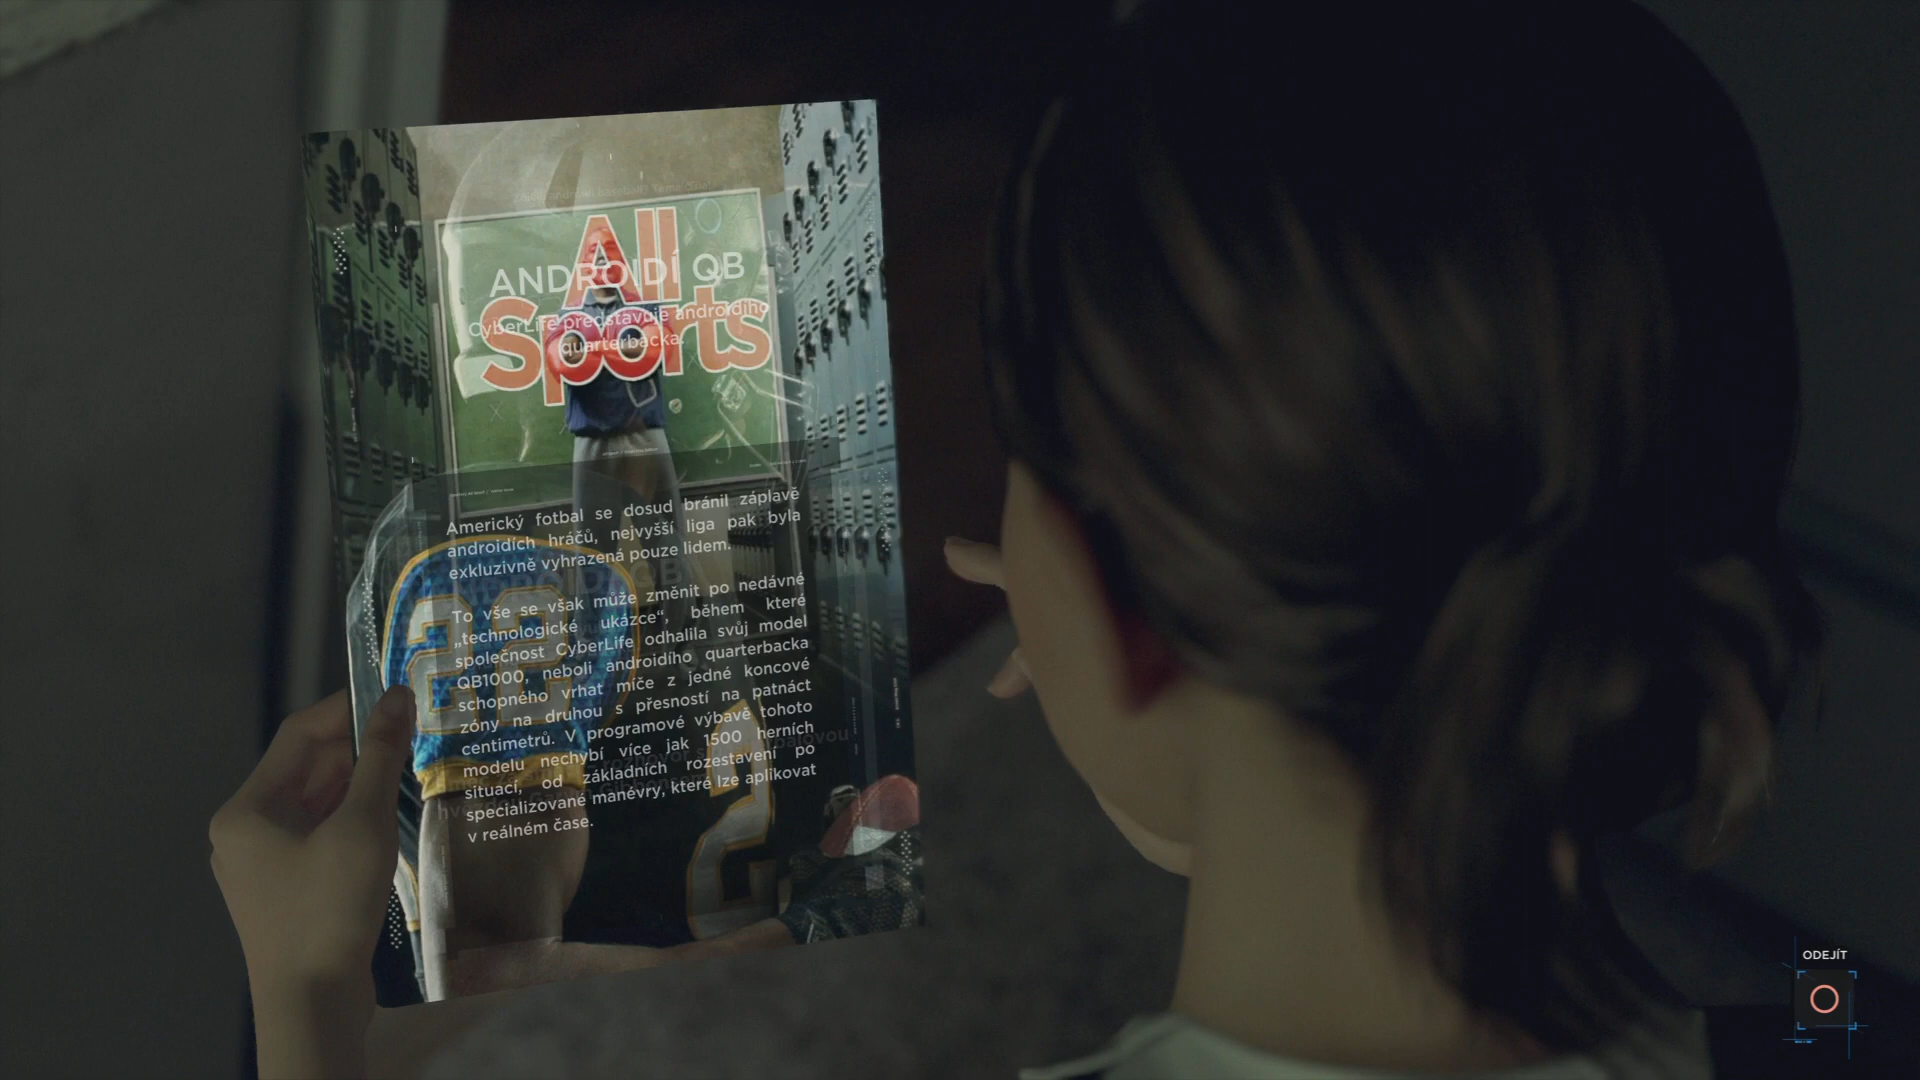 All
Sports
ANDROIDÍ QB
CyberLife představuje androidího
quarterbacka.
Americký fotbal se dosud bránil záplavě
androidích hráčů, nejvyšší liga pak byla
exkluzivně vyhrazená pouze lidem.
To vše se však může změnit po nedávné
„technologické ukázce“, během které
společnost CyberLife odhalila svůj model
QB1000, neboli androidího quarterbacka
schopného vrhat míče z jedné koncové
zóny na druhou s přesností na patnáct
centimetrů. V programové výbavě tohoto
modelu nechybí více jak 1500 herních
situací, od základních rozestavení po
specializované manévry, které lze aplikovat
v reálném čase.
22
2
ODEJÍT